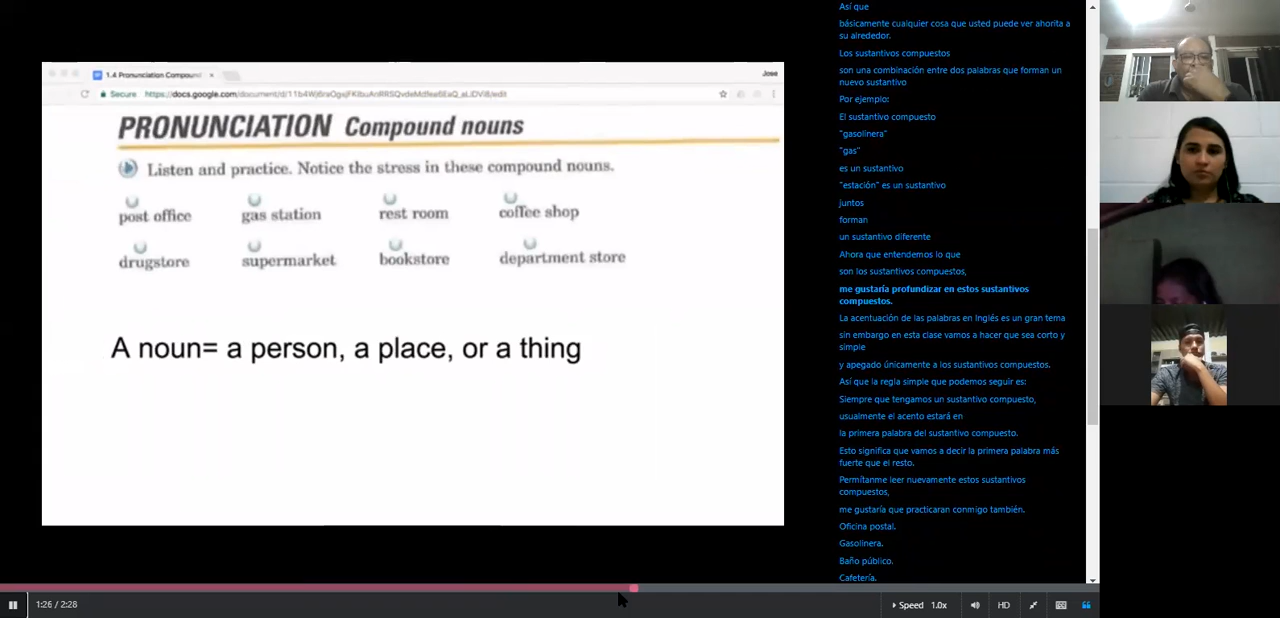 1.4 Pronunciation Compound
Jose
Secure
PRONUNCIATION Compound nouns
Listen and practice. Notice the stress in these compound nouns.
post office gas station rest room coffee shop
drugstore supermarket bookstore department store
A noun= a person, a place, or a thing
Así que
básicamente cualquier cosa que usted puede ver ahorita a
su alrededor.
Los sustantivos compuestos
son una combinación entre dos palabras que forman un
nuevo sustantivo
Por ejemplo:
El sustantivo compuesto
"gasolinera"
"gas"
es un sustantivo
"estación" es un sustantivo
juntos
forman
un sustantivo diferente
Ahora que entendemos lo que
son los sustantivos compuestos,
me gustaría profundizar en estos sustantivos
compuestos.
La acentuación de las palabras en Inglés es un gran tema
sin embargo en esta clase vamos a hacer que sea corto y
simple
y apegado únicamente a los sustantivos compuestos.
Así que la regla simple que podemos seguir es:
Siempre que tengamos un sustantivo compuesto,
usualmente el acento estará en
la primera palabra del sustantivo compuesto.
Esto significa que vamos a decir la primera palabra más
fuerte que el resto.
Permítanme leer nuevamente estos sustantivos
compuestos,
me gustaría que practicaran conmigo también.
Oficina postal.
Gasolinera.
Baño público.
Cafetería.
1:26 / 2:28
Speed 1.0x
HD